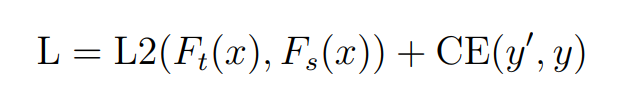 L = L2(F_t(x), F_s(x)) + CE(y′, y)